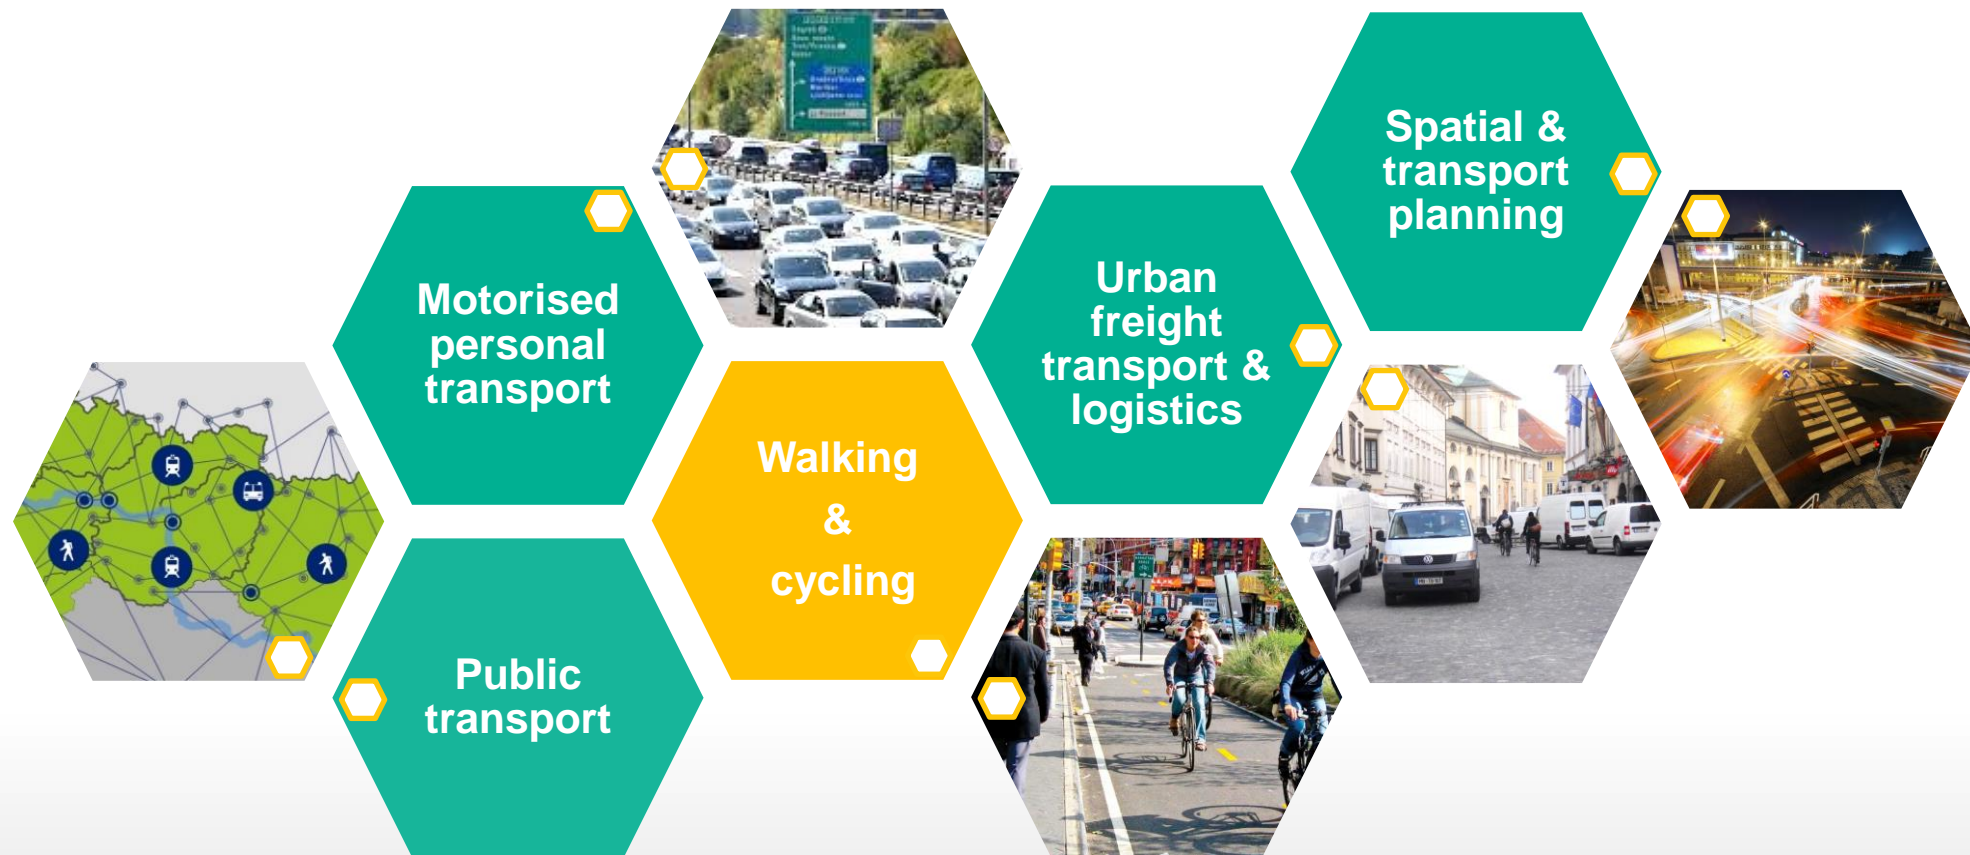 Motorised
personal
transport
Public
transport
Walking
&
cycling
Urban
freight
transport &
logistics
Spatial &
transport
planning